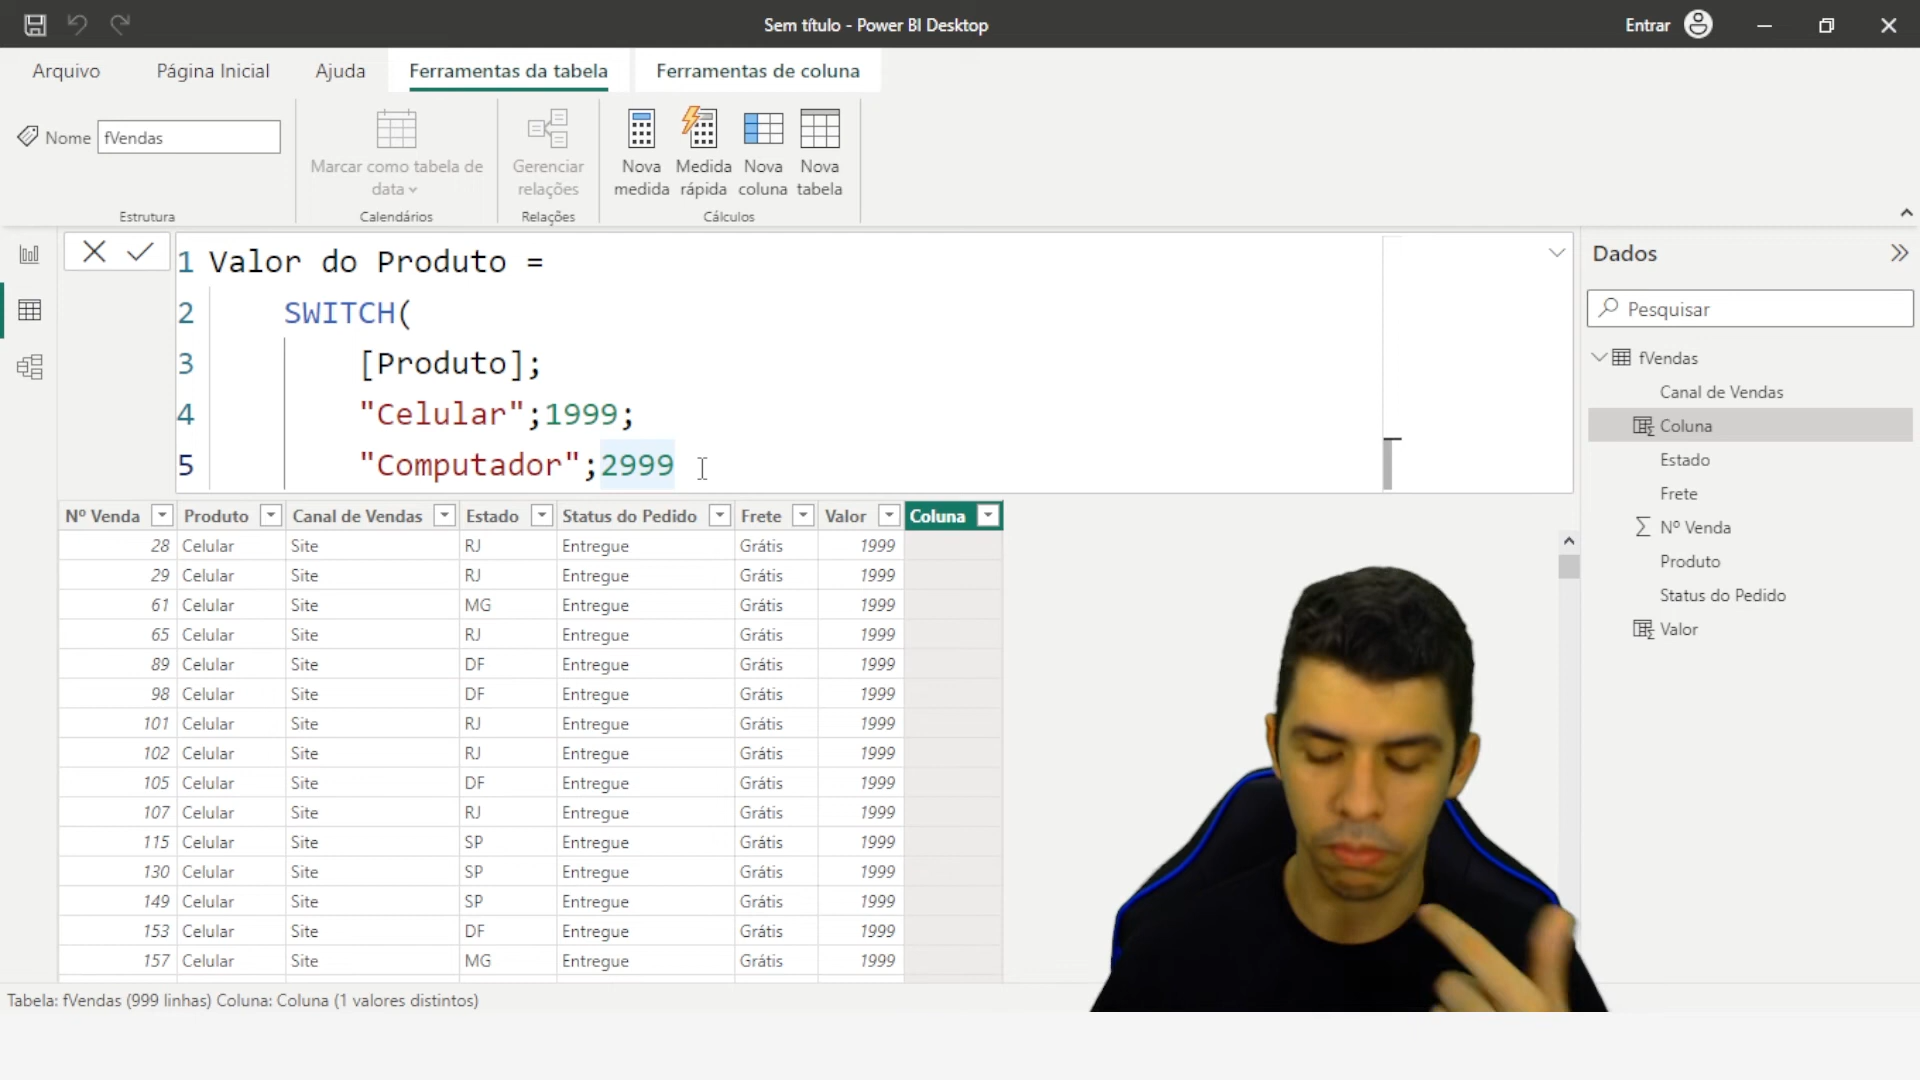 Sem título - Power BI Desktop
Entrar
Arquivo
Página Inicial
Ajuda
Ferramentas da tabela
Ferramentas de coluna
Nome fVendas
Estrutura
Marcar como tabela de
data
Calendários
Gerenciar
relações
Relações
Nova
medida
Medida
rápida
Nova
coluna
Nova
tabela
Cálculos
1 Valor do Produto =
2 SWITCH(
3 [Produto];
4 "Celular";1999;
5 "Computador";2999
Dados
Pesquisar
fVendas
Canal de Vendas
Coluna
Estado
Frete
Nº Venda
Produto
Status do Pedido
Valor
Nº Venda Produto Canal de Vendas Estado Status do Pedido Frete Valor Coluna
28 Celular Site RJ Entregue Grátis 1999
29 Celular Site RJ Entregue Grátis 1999
61 Celular Site MG Entregue Grátis 1999
65 Celular Site RJ Entregue Grátis 1999
89 Celular Site DF Entregue Grátis 1999
98 Celular Site DF Entregue Grátis 1999
101 Celular Site RJ Entregue Grátis 1999
102 Celular Site RJ Entregue Grátis 1999
105 Celular Site DF Entregue Grátis 1999
107 Celular Site RJ Entregue Grátis 1999
115 Celular Site SP Entregue Grátis 1999
130 Celular Site SP Entregue Grátis 1999
149 Celular Site SP Entregue Grátis 1999
153 Celular Site DF Entregue Grátis 1999
157 Celular Site MG Entregue Grátis 1999
Tabela: fVendas (999 linhas) Coluna: Coluna (1 valores distintos)